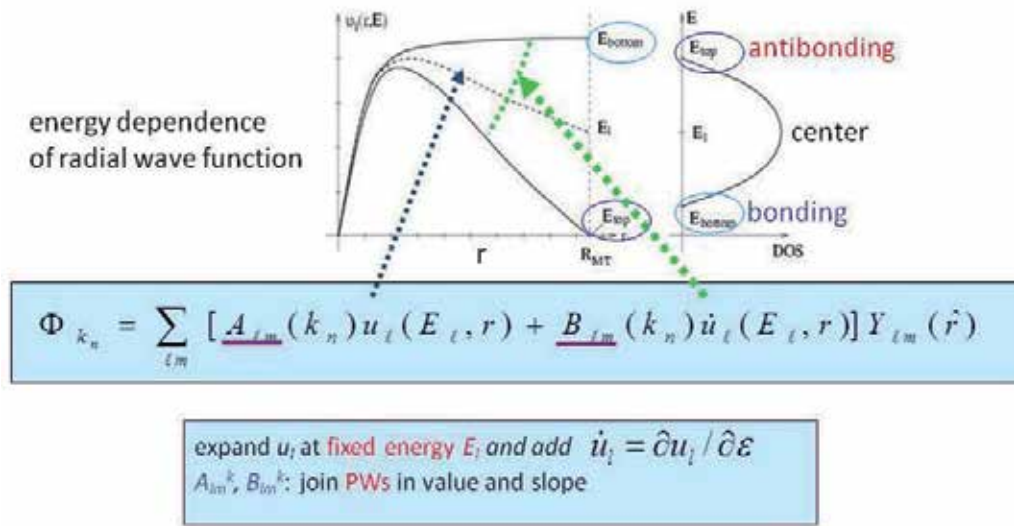 υₗ(r,E)
E
E_bottom
E_top
antibonding
energy dependence
of radial wave function
E_l
E_l
center
E_top
E_bottom
bonding
r
R_MT
DOS
Φ_{k_n} = ∑_{ℓm} [A_{ℓm}(k_n)u_ℓ(E_ℓ, r) + B_{ℓm}(k_n)u̇_ℓ(E_ℓ, r)]Y_{ℓm}(r̂)
expand u_l at fixed energy E_l and add u̇_l = ∂u_l / ∂ε
A_lm^k, B_lm^k: join PWs in value and slope